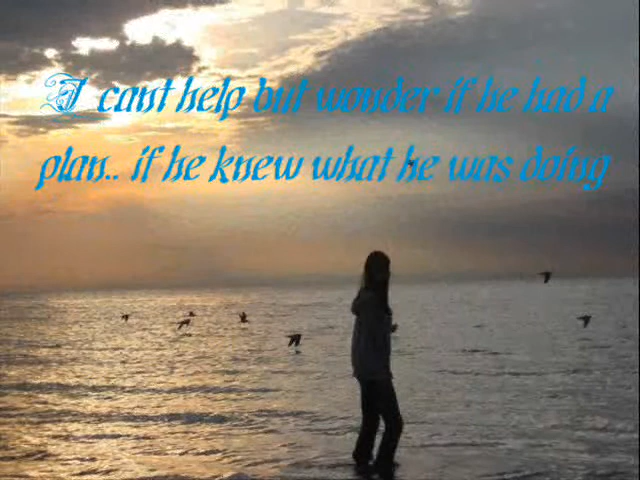 I cant help but wonder if he had a
plan.. if he knew what he was doing